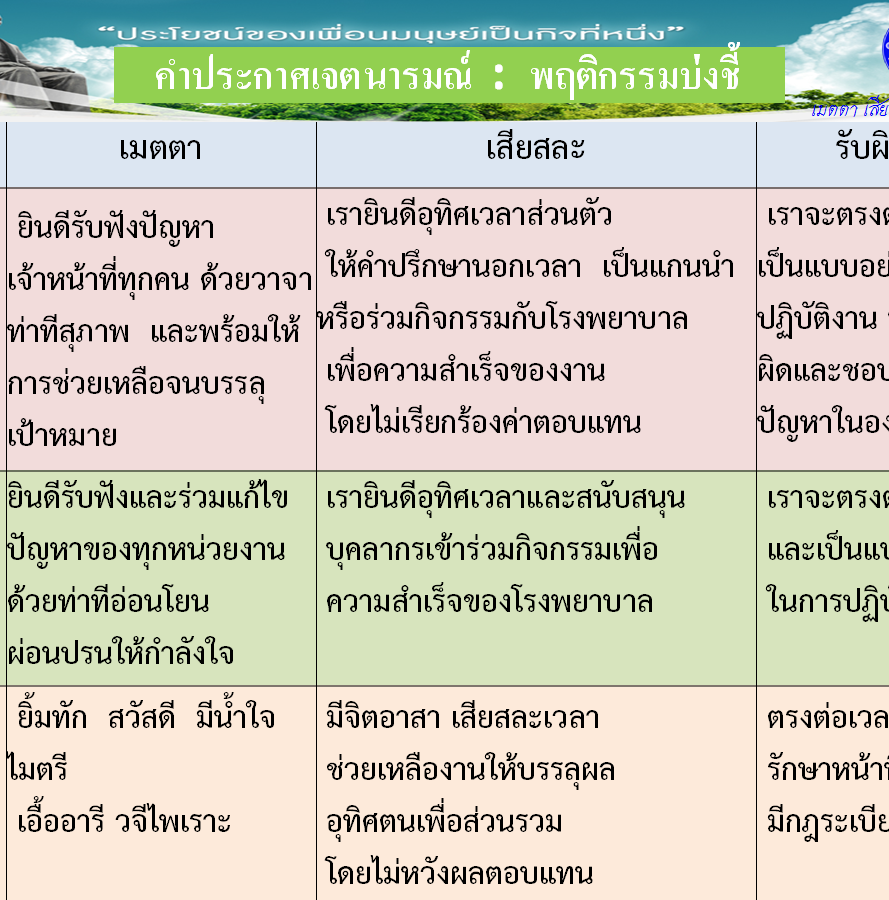 “ประโยชน์ของเพื่อนมนุษย์เป็นกิจที่หนึ่ง”
คำประกาศเจตนารมณ์ : พฤติกรรมบ่งชี้
เมตตา เสีย
เมตตา
เสียสละ
รับผิ
ยินดีรับฟังปัญหา
เจ้าหน้าที่ทุกคน ด้วยวาจา
ท่าทีสุภาพ และพร้อมให้
การช่วยเหลือจนบรรลุ
เป้าหมาย
เรายินดีอุทิศเวลาส่วนตัว
ให้คำปรึกษานอกเวลา เป็นแกนนำ
หรือร่วมกิจกรรมกับโรงพยาบาล
เพื่อความสำเร็จของงาน
โดยไม่เรียกร้องค่าตอบแทน
เราจะตรงต
เป็นแบบอย
ปฏิบัติงาน
ผิดและชอบ
ปัญหาในอง
ยินดีรับฟังและร่วมแก้ไข
ปัญหาของทุกหน่วยงาน
ด้วยท่าทีอ่อนโยน
ผ่อนปรนให้กำลังใจ
เรายินดีอุทิศเวลาและสนับสนุน
บุคลากรเข้าร่วมกิจกรรมเพื่อ
ความสำเร็จของโรงพยาบาล
เราจะตรงต
และเป็นแบ
ในการปฏิบ
ยิ้มทัก สวัสดี มีน้ำใจ
ไมตรี
เอื้ออารี วจีไพเราะ
มีจิตอาสา เสียสละเวลา
ช่วยเหลืองานให้บรรลุผล
อุทิศตนเพื่อส่วนรวม
โดยไม่หวังผลตอบแทน
ตรงต่อเวล
รักษาหน้าที
มีกฎระเบีย